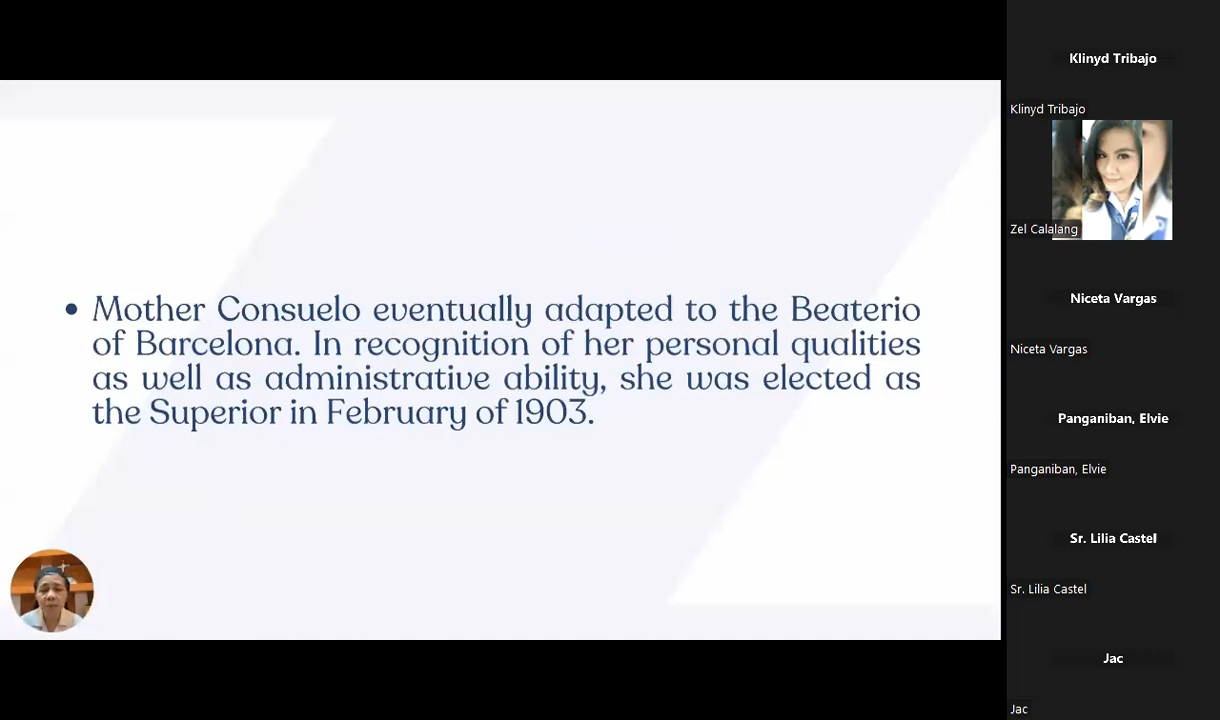 • Mother Consuelo eventually adapted to the Beaterio
of Barcelona. In recognition of her personal qualities
as well as administrative ability, she was elected as
the Superior in February of 1903.
Klinyd Tribajo
Klinyd Tribajo
Zel Calalang
Niceta Vargas
Niceta Vargas
Panganiban, Elvie
Panganiban, Elvie
Sr. Lilia Castel
Sr. Lilia Castel
Jac
Jac